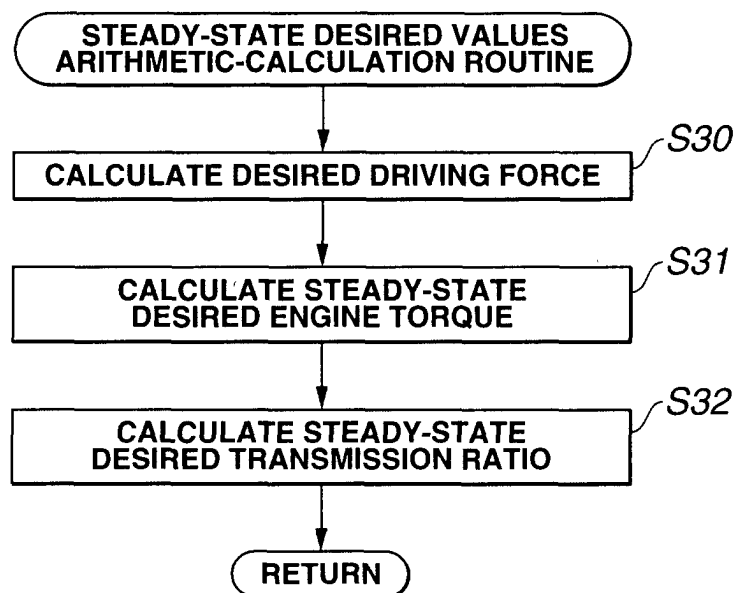 STEADY-STATE DESIRED VALUES
ARITHMETIC-CALCULATION ROUTINE
S30
CALCULATE DESIRED DRIVING FORCE
S31
CALCULATE STEADY-STATE
DESIRED ENGINE TORQUE
S32
CALCULATE STEADY-STATE
DESIRED TRANSMISSION RATIO
RETURN